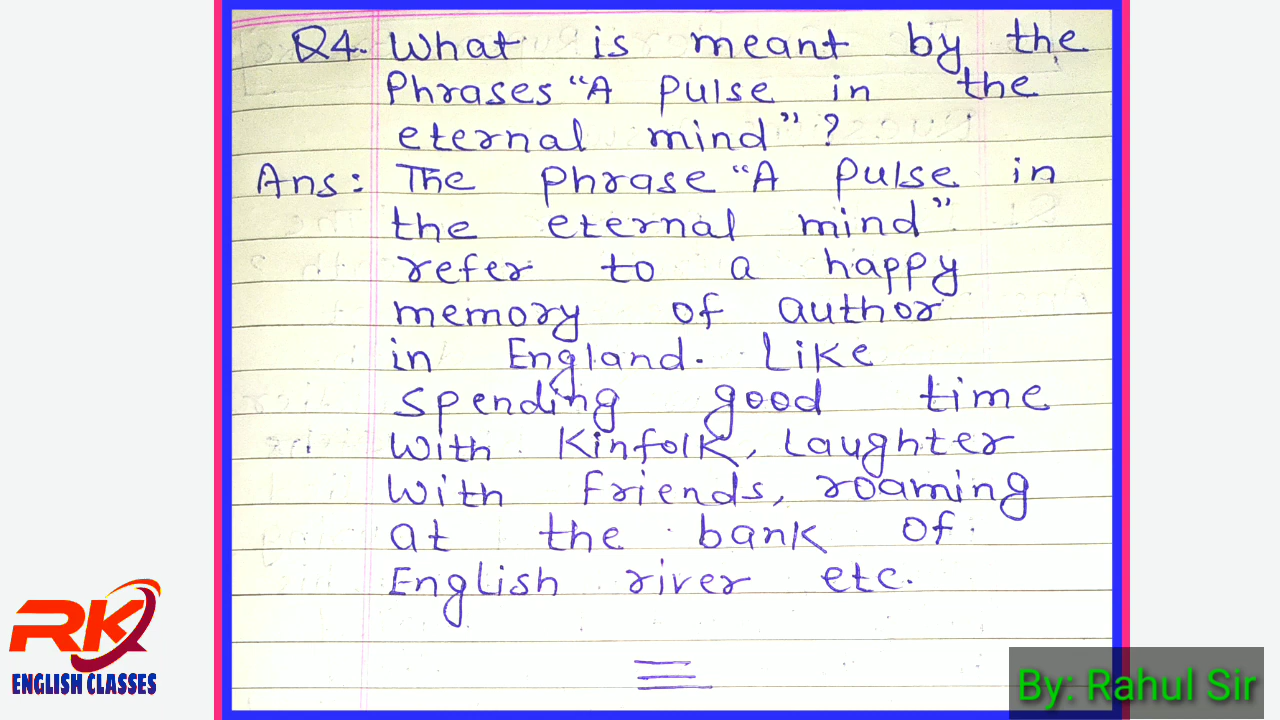 Q4. What is meant by the
Phrases "A pulse in the
eternal mind" ?
Ans: The phrase "A pulse in
the eternal mind"
refer to a happy
memory of author
in England. Like
spending good time
with kinfolk, Laughter
with friends, roaming
at the bank of
English river etc.
RK
ENGLISH CLASSES
By: Rahul Sir